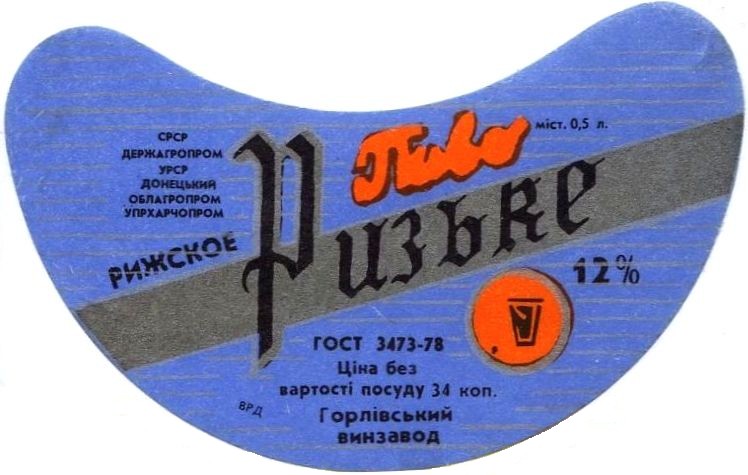 Пиво
міст. 0,5 л.
СРСР
ДЕРЖАГРОПРОМ
УРСР
ДОНЕЦЬКИЙ
ОБЛАГРОПРОМ
УПРХАРЧОПРОМ
Ризьке
РИЖСКОЕ
12%
ГОСТ 3473-78
Ціна без
вартості посуду 34 коп.
Горлівський
винзавод
ВРД